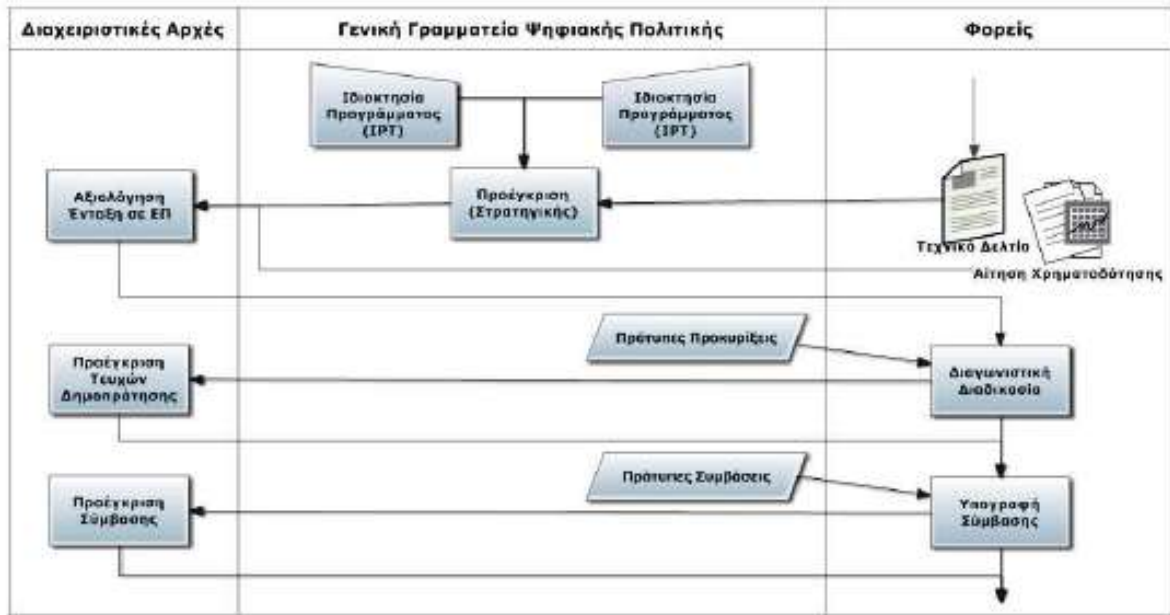 Διαχειριστικές Αρχές
Γενική Γραμματεία Ψηφιακής Πολιτικής
Φορείς
Ιδιοκτησία
Προγράμματος
(IPT)
Ιδιοκτησία
Προγράμματος
(IPT)
Αξιολόγηση
Ένταξη σε ΕΠ
Προέγκριση
(Στρατηγικής)
Τεχνικό Δελτίο
Αίτηση Χρηματοδότησης
Πρότυπες Προκυρίξεις
Προέγκριση
Τευχών
Δημοπράτησης
Διαγωνιστική
Διαδικασία
Πρότυπες Συμβάσεις
Προέγκριση
Σύμβασης
Υπογραφή
Σύμβασης